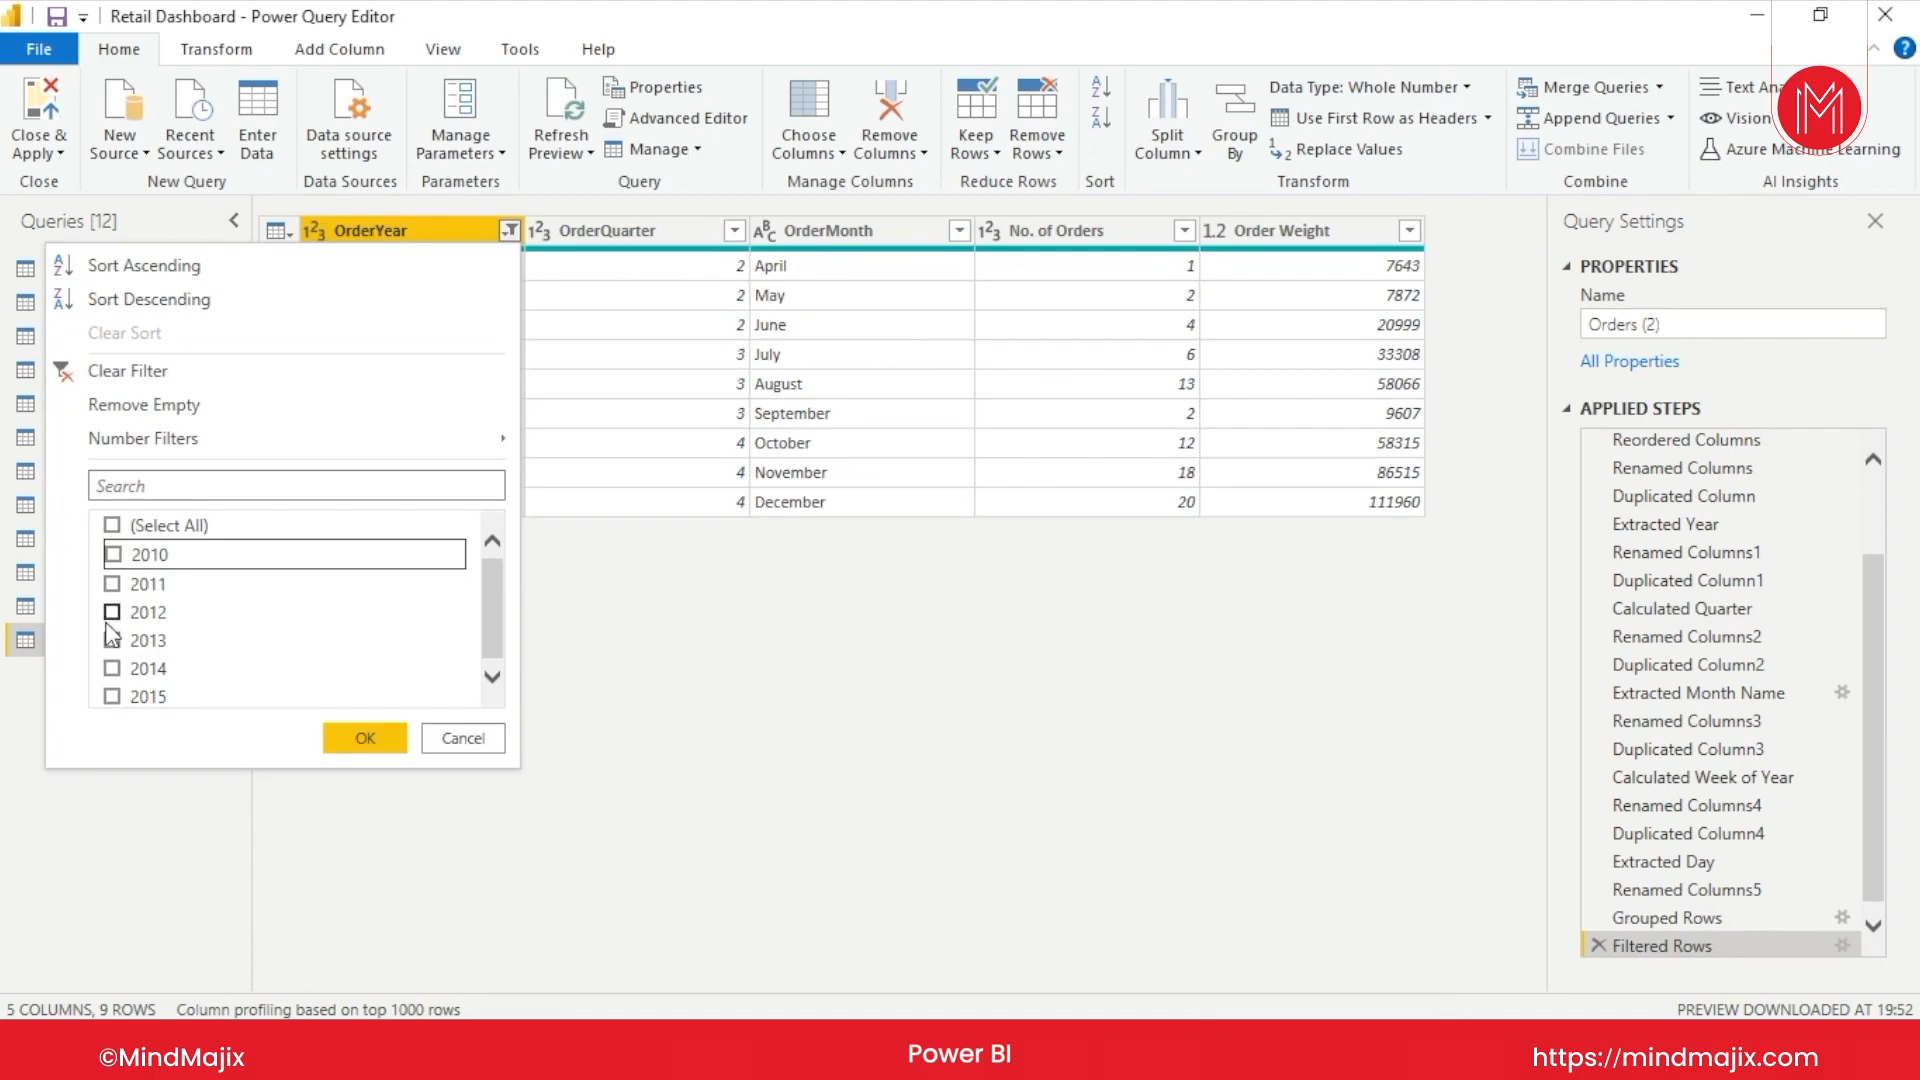 Retail Dashboard - Power Query Editor
File Home Transform Add Column View Tools Help
Close & Apply
New Source
Recent Sources
Enter Data
Data source settings
Manage Parameters
Refresh Preview
Properties
Advanced Editor
Manage
Choose Columns
Remove Columns
Keep Rows
Remove Rows
Split Column
Group By
Data Type: Whole Number
Use First Row as Headers
Replace Values
Merge Queries
Append Queries
Combine Files
Text Ana
Vision
Azure Machine Learning
Close New Query Data Sources Parameters Query Manage Columns Reduce Rows Sort Transform Combine AI Insights
Queries [12]
OrderYear OrderQuarter OrderMonth No. of Orders 1.2 Order Weight
2 April 1 7643
2 May 2 7872
2 June 4 20999
3 July 6 33308
3 August 13 58066
3 September 2 9607
4 October 12 58315
4 November 18 86515
4 December 20 111960
Sort Ascending
Sort Descending
Clear Sort
Clear Filter
Remove Empty
Number Filters
Search
(Select All)
2010
2011
2012
2013
2014
2015
OK Cancel
Query Settings
PROPERTIES
Name
Orders (2)
All Properties
APPLIED STEPS
Reordered Columns
Renamed Columns
Duplicated Column
Extracted Year
Renamed Columns1
Duplicated Column1
Calculated Quarter
Renamed Columns2
Duplicated Column2
Extracted Month Name
Renamed Columns3
Duplicated Column3
Calculated Week of Year
Renamed Columns4
Duplicated Column4
Extracted Day
Renamed Columns5
Grouped Rows
Filtered Rows
5 COLUMNS, 9 ROWS Column profiling based on top 1000 rows PREVIEW DOWNLOADED AT 19:52
©MindMajix Power BI https://mindmajix.com